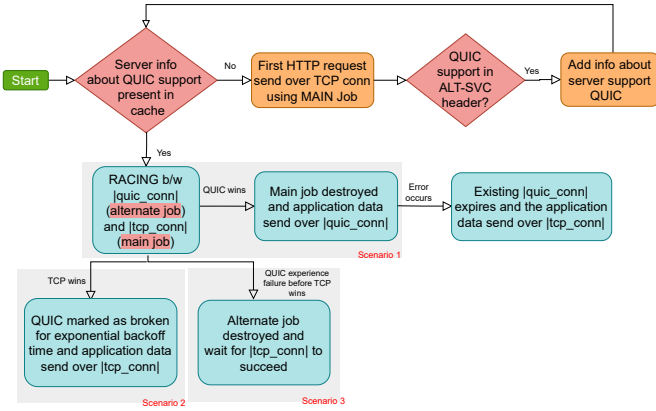 Start
Server info
about QUIC support
present in
cache
No
First HTTP request
send over TCP conn
using MAIN Job
QUIC
support in
ALT-SVC
header?
Yes
Add info about
server support
QUIC
Yes
RACING b/w
|quic_conn|
(alternate job)
and |tcp_conn|
(main job)
QUIC wins
Main job destroyed
and application data
send over |quic_conn|
Error
occurs
Existing |quic_conn|
expires and the application
data send over |tcp_conn|
Scenario 1
TCP wins
QUIC experience
failure before TCP
wins
QUIC marked as broken
for exponential backoff
time and application data
send over |tcp_conn|
Alternate job
destroyed and
wait for |tcp_conn| to
succeed
Scenario 2
Scenario 3